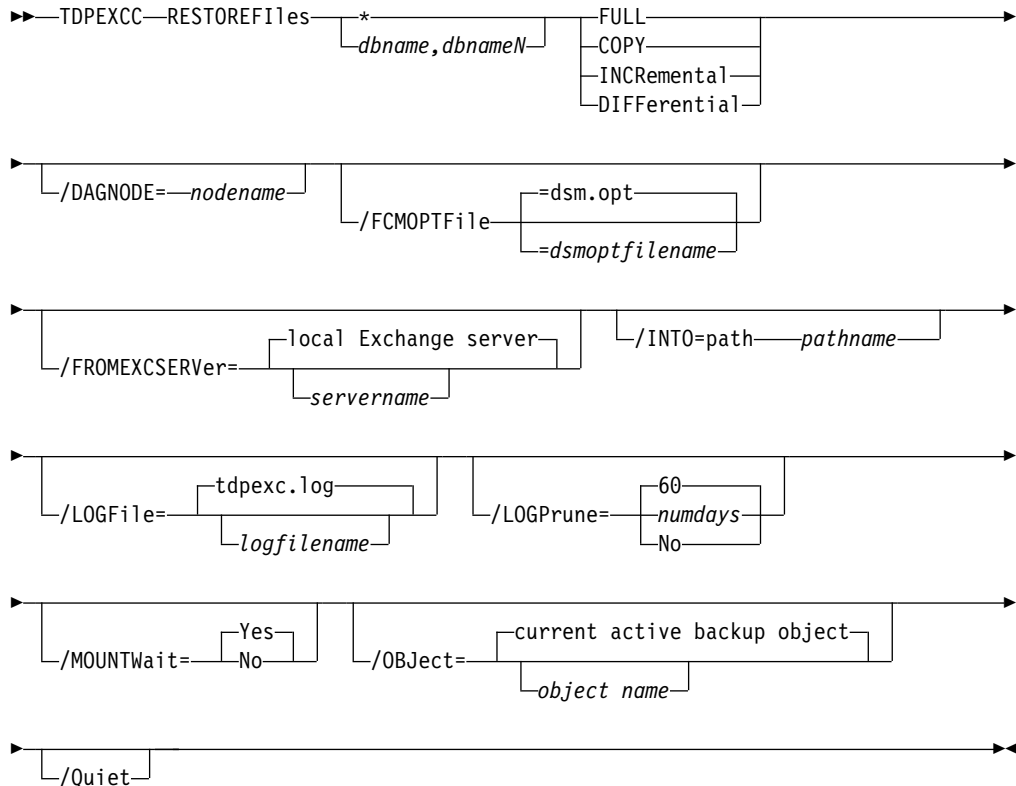 TDPEXCC RESTOREFIles * FULL
dbname,dbnameN COPY
INCRemental
DIFFerential
/DAGNODE= nodename =dsm.opt
/FCMOPTFile
=dsmoptfilename
local Exchange server /INTO=path pathname
/FROMEXCSERVer=
servername
tdpexc.log 60
/LOGFile= /LOGPrune= numdays
logfilename No
Yes current active backup object
/MOUNTWait= No /OBJect=
object name
/Quiet